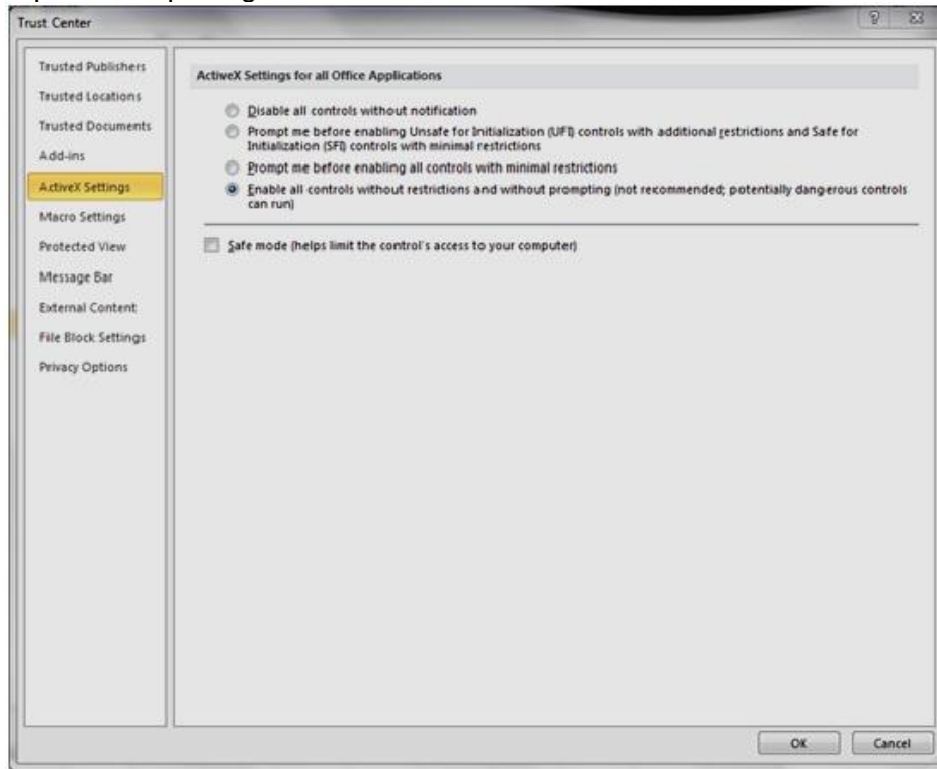 Trust Center
Trusted Publishers
Trusted Locations
Trusted Documents
Add-ins
ActiveX Settings
Macro Settings
Protected View
Message Bar
External Content
File Block Settings
Privacy Options
ActiveX Settings for all Office Applications
Disable all controls without notification
Prompt me before enabling Unsafe for Initialization (UFI) controls with additional restrictions and Safe for
Initialization (SFI) controls with minimal restrictions
Prompt me before enabling all controls with minimal restrictions
Enable all controls without restrictions and without prompting (not recommended; potentially dangerous controls
can run)
Safe mode (helps limit the control's access to your computer)
OK
Cancel